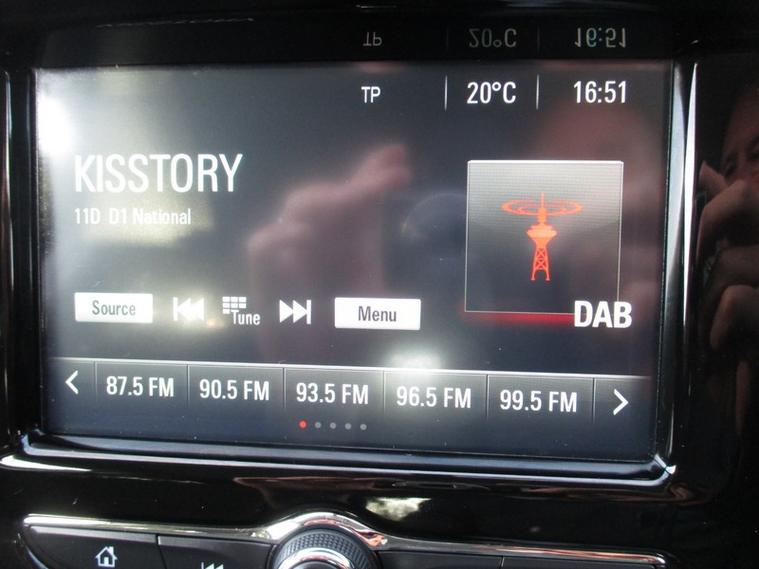 TP 20°C 16:51
KISSTORY
11D D1 National
DAB
Source Tune Menu
87.5 FM 90.5 FM 93.5 FM 96.5 FM 99.5 FM